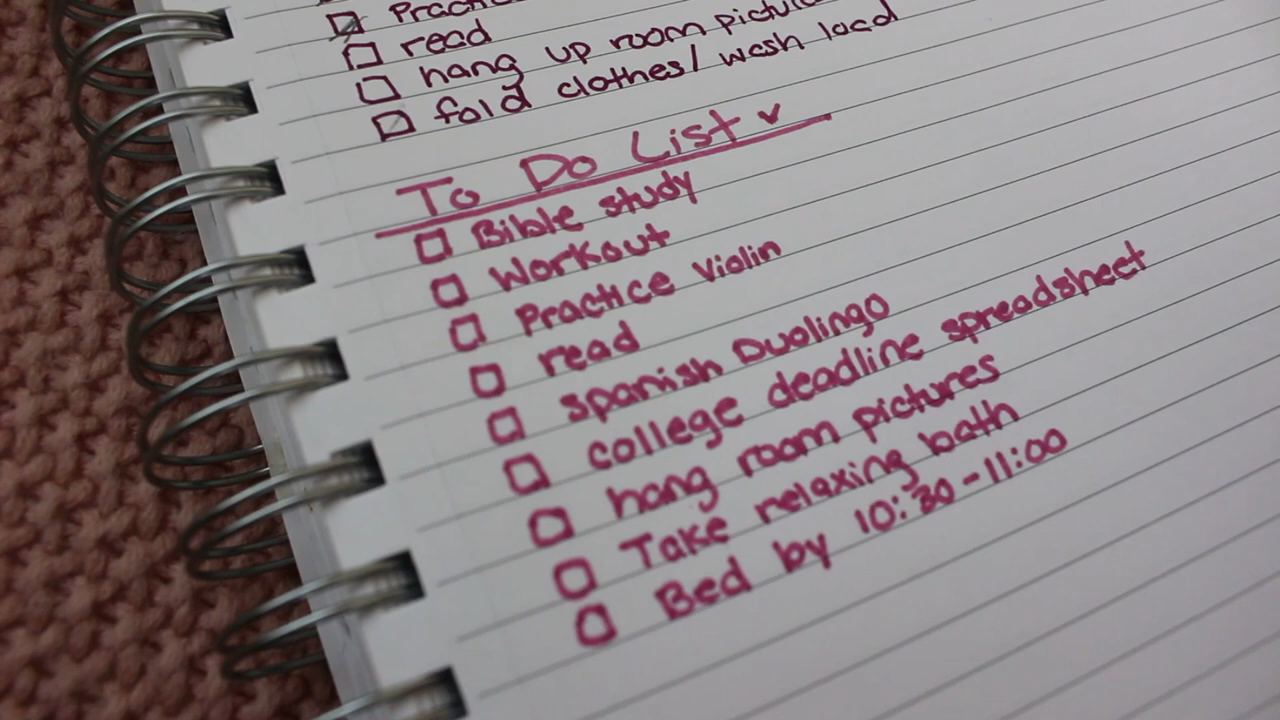 read
hang up room
fold clothes/ wash load
To Do List
Bible study
Workout
Practice violin
read
spanish Duolingo
college deadline spreadsheet
hang room pictures
Take relaxing bath
Bed by 10:30-11:00